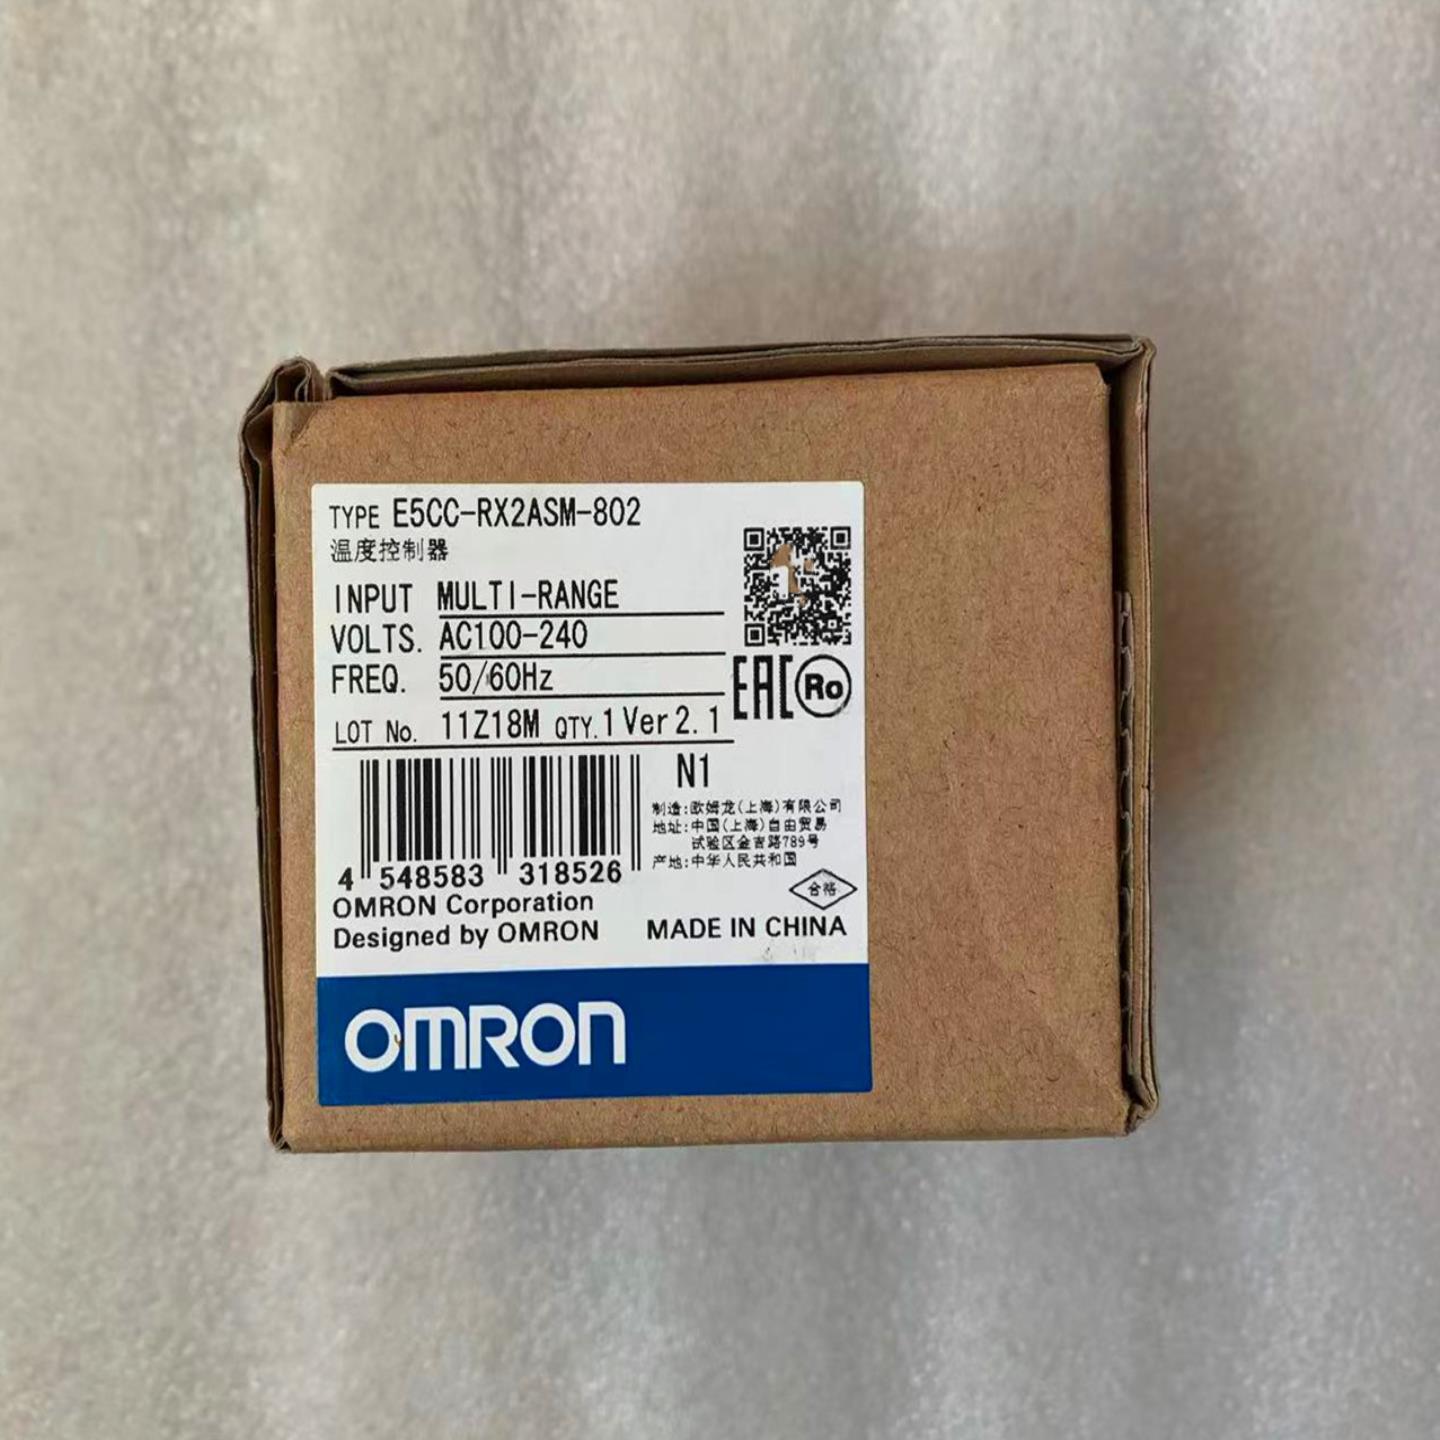 TYPE E5CC-RX2ASM-802
温度控制器
INPUT MULTI-RANGE
VOLTS. AC100-240
FREQ. 50/60Hz
EAC Ro
LOT No. 11Z18M QTY.1 Ver 2.1
N1
制造:欧姆龙(上海)有限公司
地址:中国(上海)自由贸易
试验区金吉路789号
产地:中华人民共和国
4 548583 318526
合格
OMRON Corporation
Designed by OMRON
MADE IN CHINA
OMRON